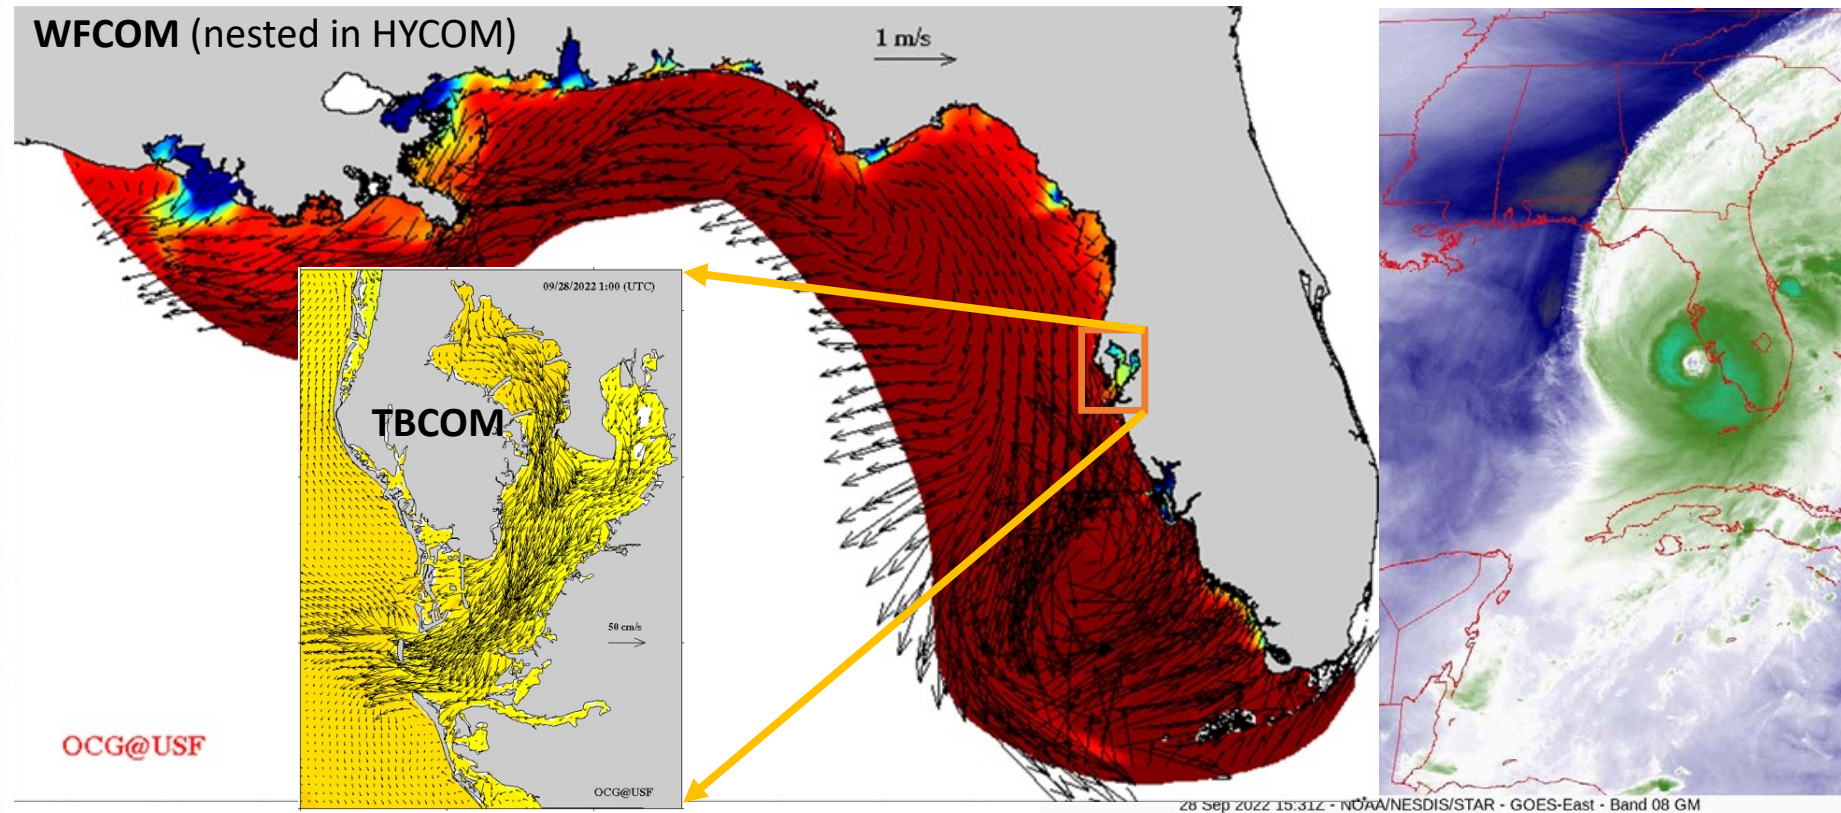 WFCOM (nested in HYCOM)
1 m/s
09/28/2022 1:00 (UTC)
TBCOM
50 cm/s
OCG@USF
OCG@USF
28 Sep 2022 15:31Z - NOAA/NESDIS/STAR - GOES-East - Band 08 GM